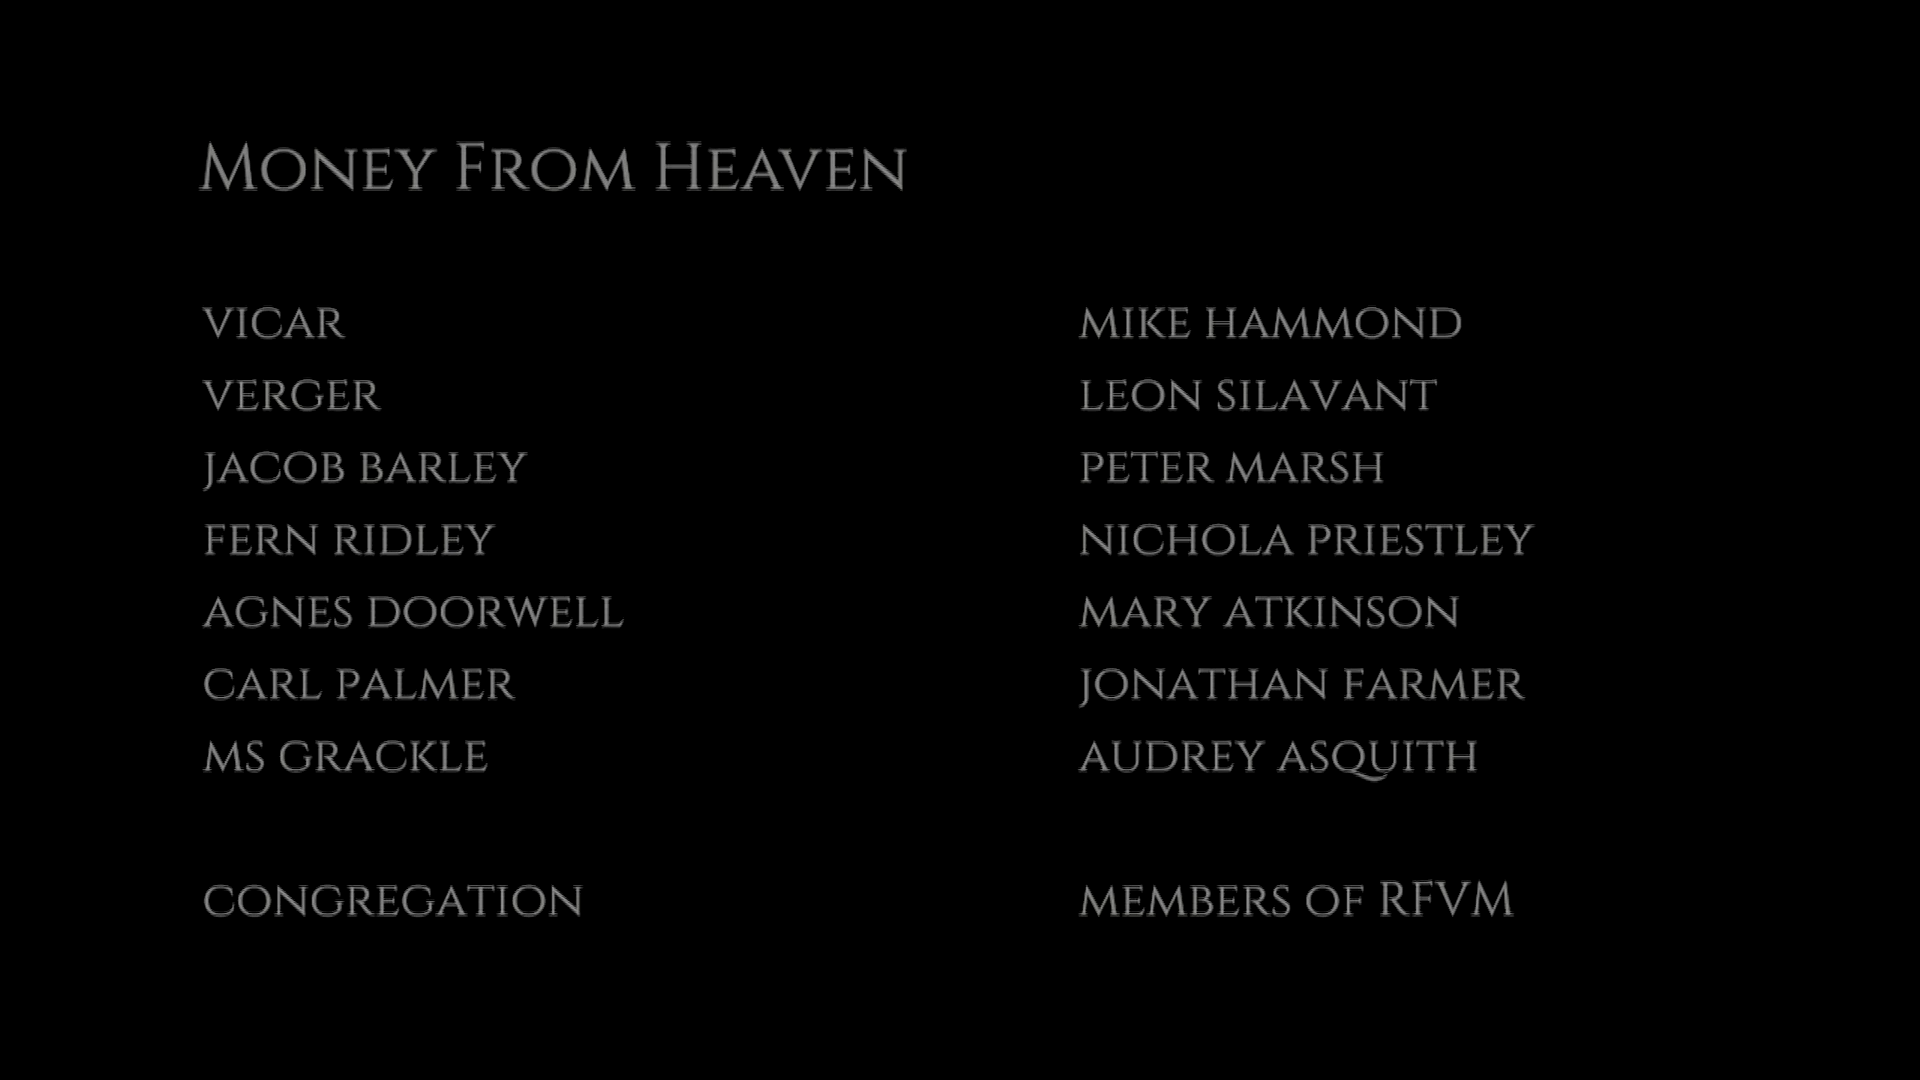 Money From Heaven
VICAR MIKE HAMMOND
VERGER LEON SILAVANT
JACOB BARLEY PETER MARSH
FERN RIDLEY NICHOLA PRIESTLEY
AGNES DOORWELL MARY ATKINSON
CARL PALMER JONATHAN FARMER
MS GRACKLE AUDREY ASQUITH
CONGREGATION MEMBERS OF RFVM